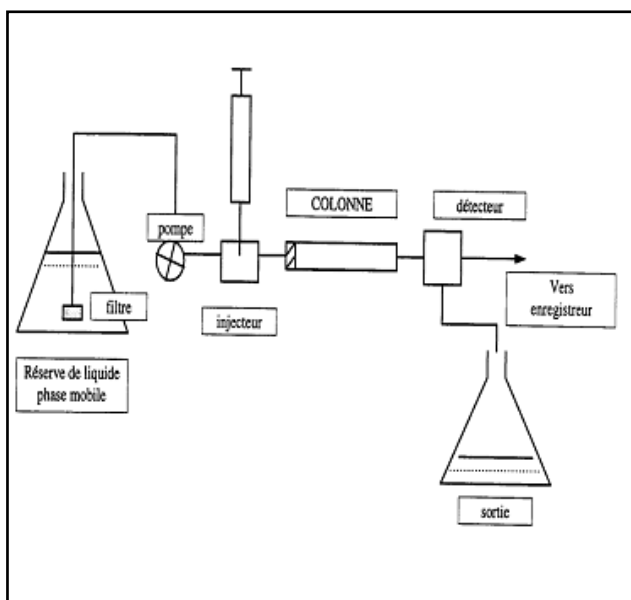 COLONNE
détecteur
pompe
Vers
enregistreur
filtre
injecteur
Réserve de liquide
phase mobile
sortie